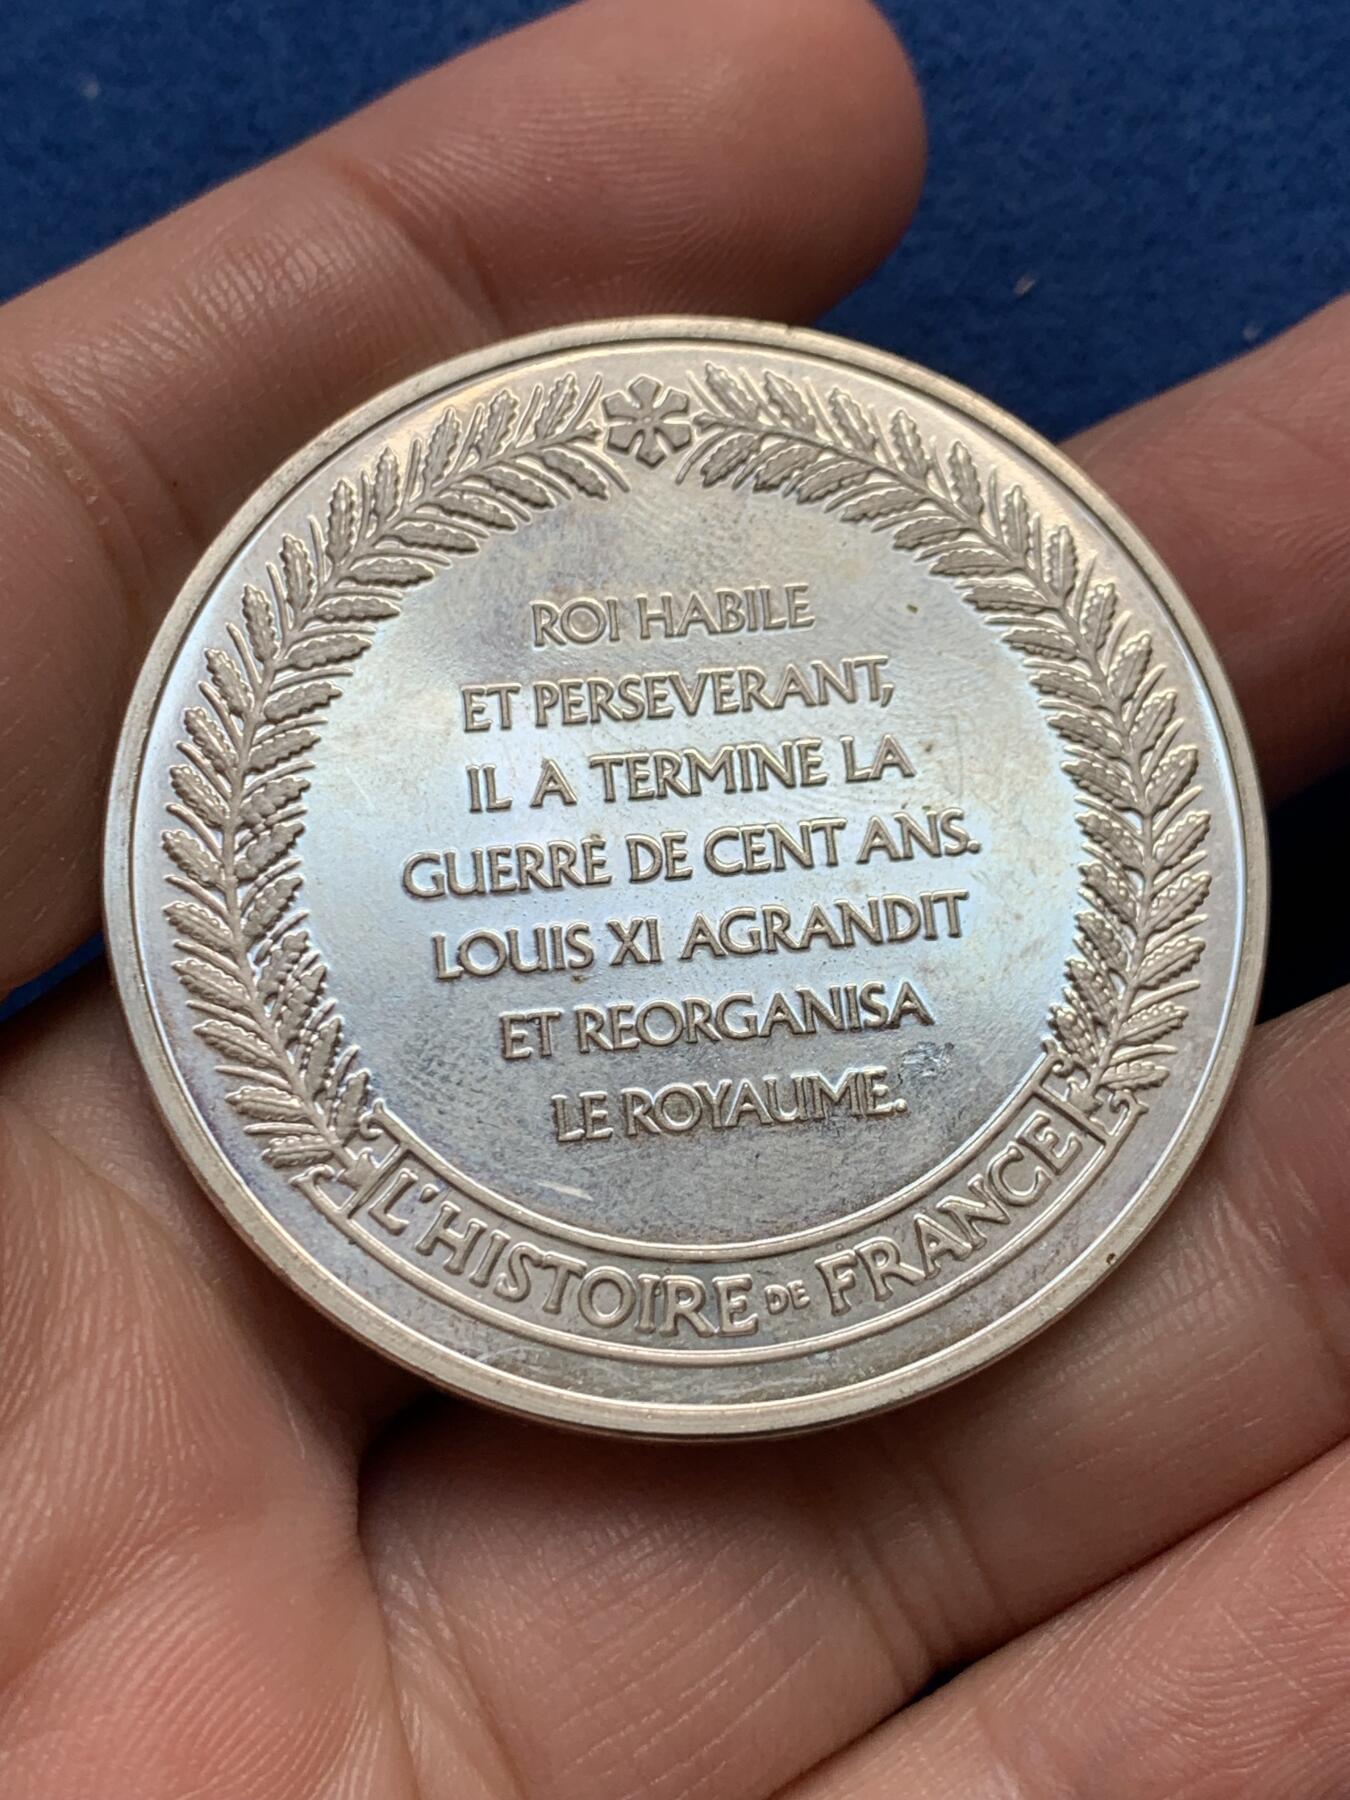 ROI HABILE
ET PERSEVERANT,
IL A TERMINE LA
GUERRE DE CENT ANS.
LOUIS XI AGRANDIT
ET REORGANISA
LE ROYAUME.
L'HISTOIRE DE FRANCE